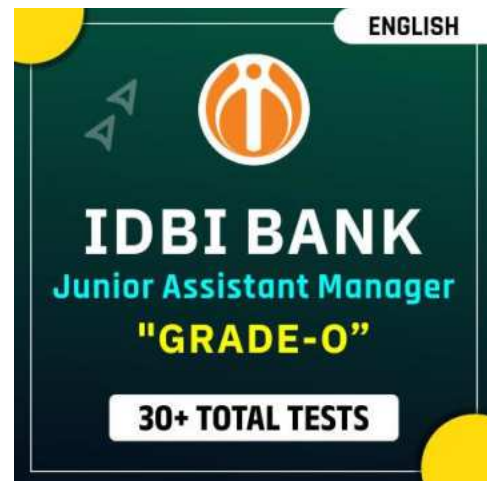 ENGLISH
IDBI BANK
Junior Assistant Manager
"GRADE-O”
30+ TOTAL TESTS